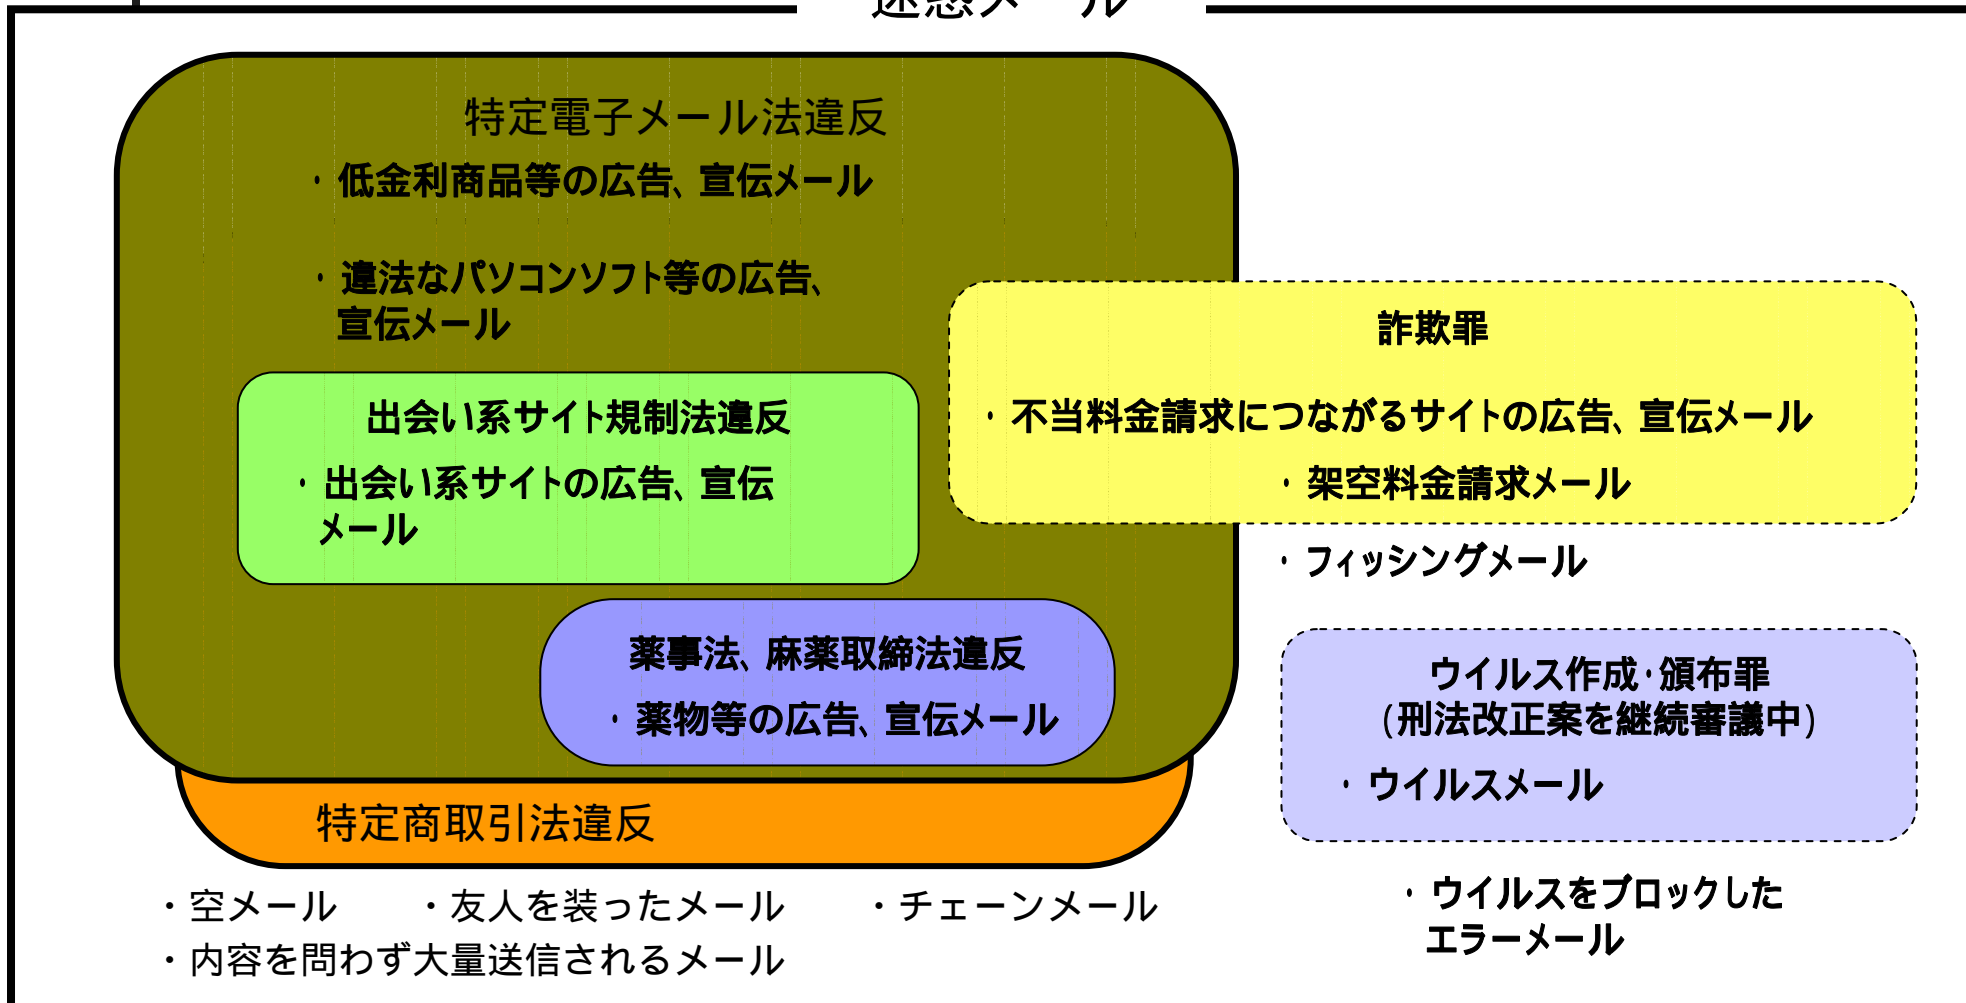 迷惑メール
特定電子メール法違反
・低金利商品等の広告、宣伝メール
・違法なパソコンソフト等の広告、
宣伝メール
詐欺罪
・不当料金請求につながるサイトの広告、宣伝メール
・架空料金請求メール
出会い系サイト規制法違反
・出会い系サイトの広告、宣伝
メール
・フィッシングメール
薬事法、麻薬取締法違反
・薬物等の広告、宣伝メール
ウイルス作成・頒布罪
(刑法改正案を継続審議中)
・ウイルスメール
特定商取引法違反
・空メール ・友人を装ったメール ・チェーンメール
・内容を問わず大量送信されるメール
・ウイルスをブロックした
エラーメール